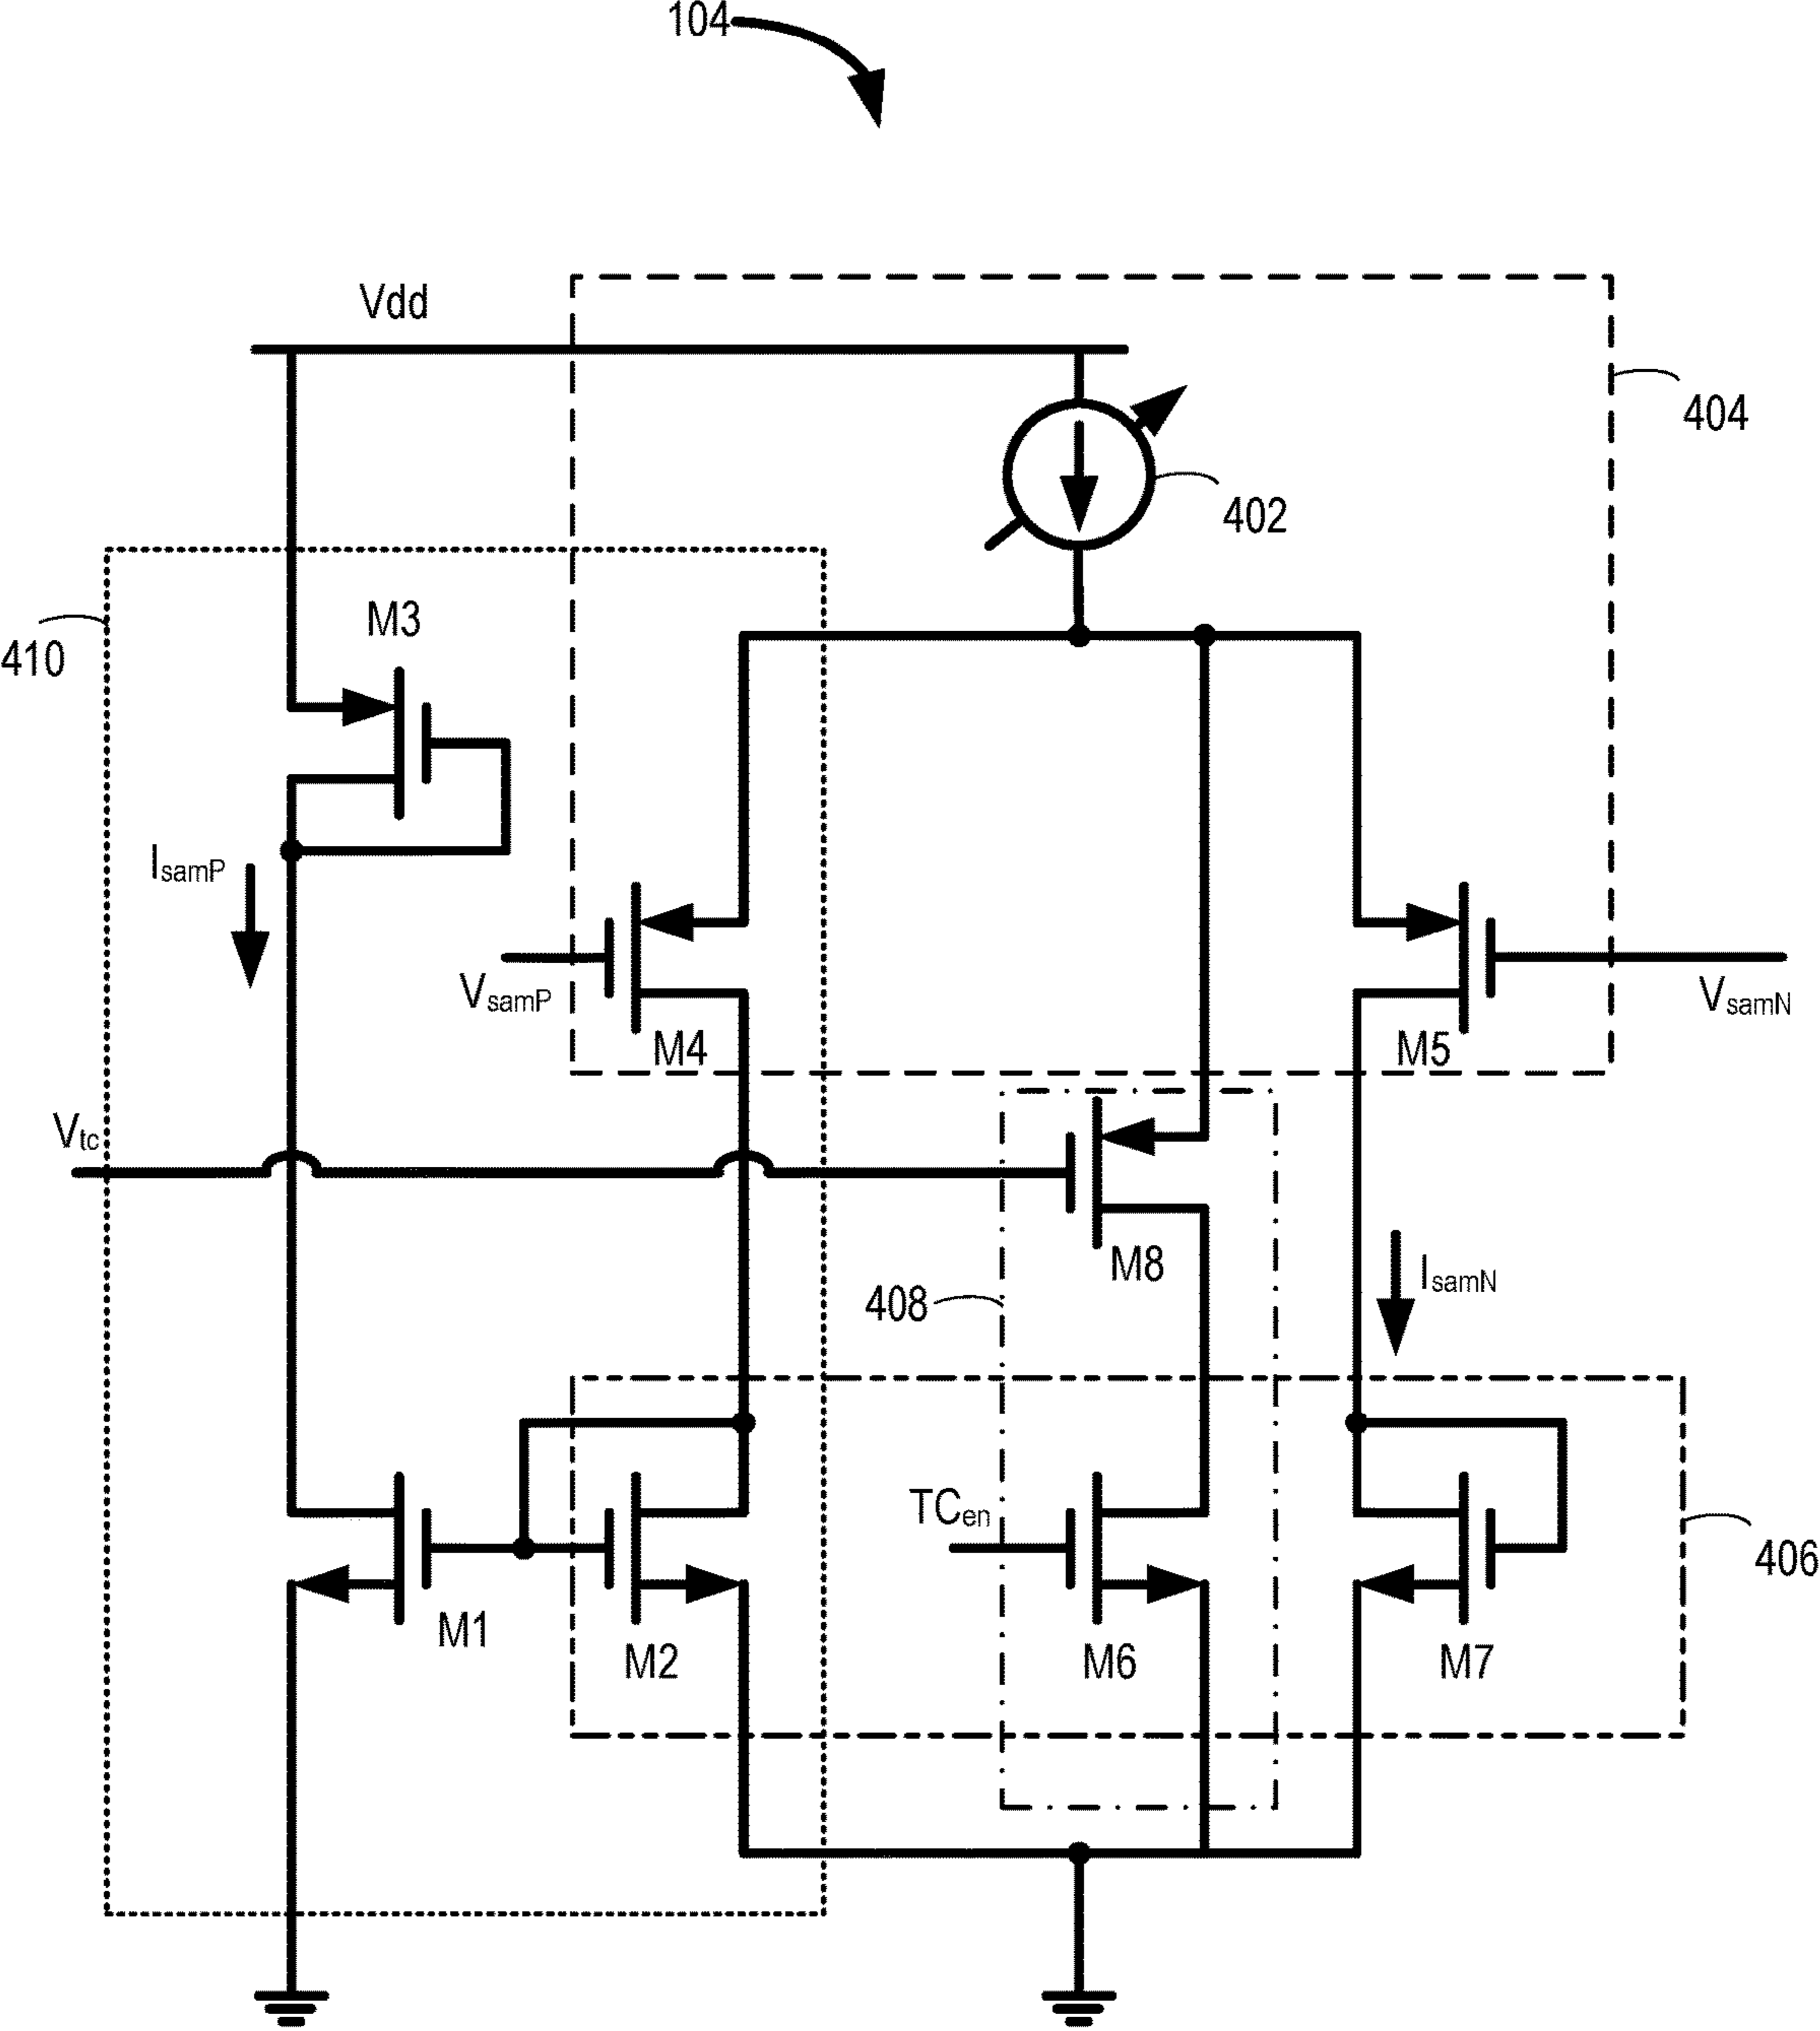 104
Vdd
404
402
M3
410
IsamP
VsamP
VsamN
M4
M5
Vtc
M8
IsamN
408
TCen
406
M1
M2
M6
M7